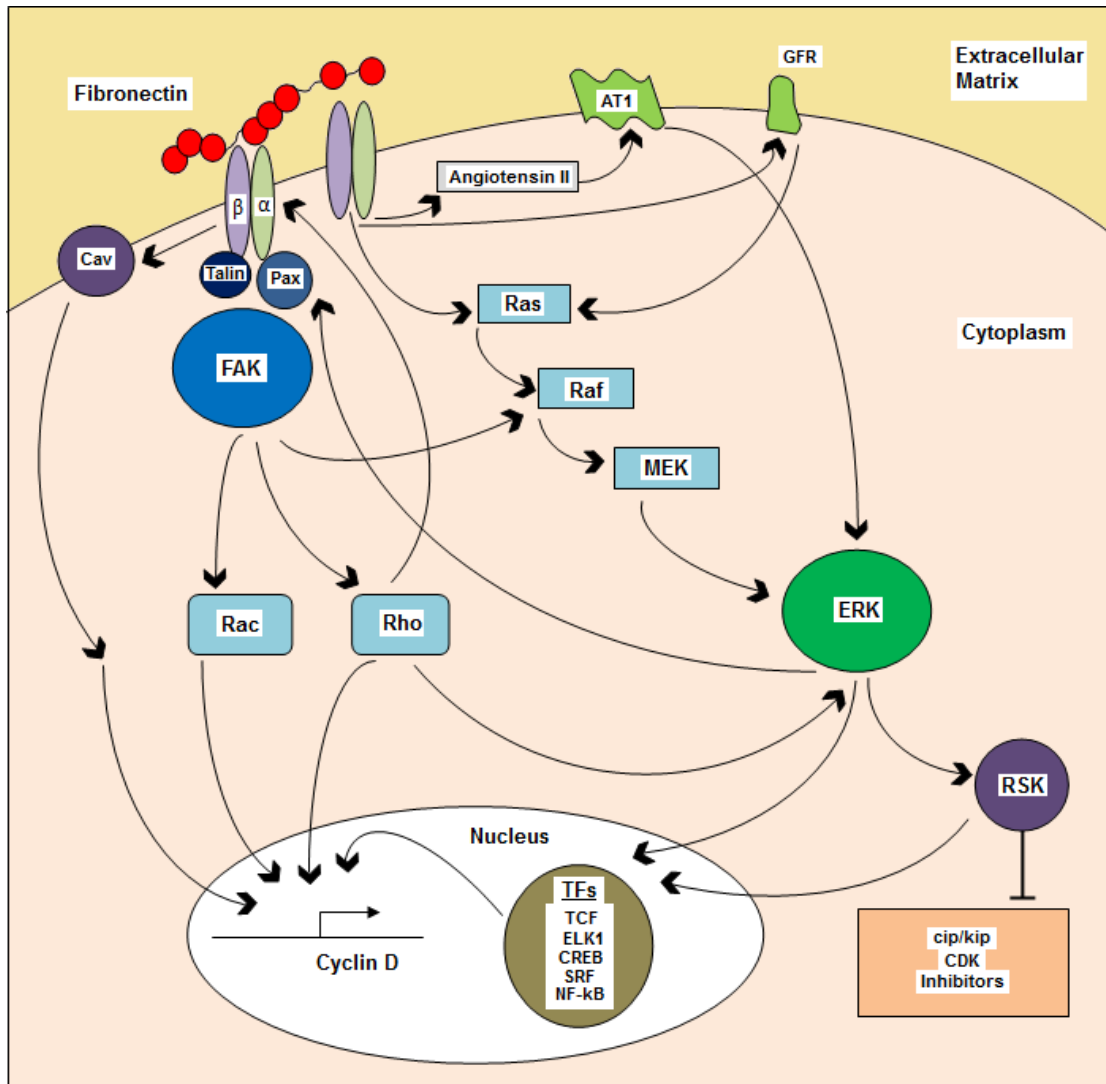 GFR
Extracellular
Matrix
Fibronectin
AT1
Angiotensin II
β
α
Cav
Talin
Pax
Ras
Cytoplasm
FAK
Raf
MEK
ERK
Rac
Rho
RSK
Nucleus
TFs
TCF
ELK1
CREB
SRF
NF-kB
Cyclin D
cip/kip
CDK
Inhibitors